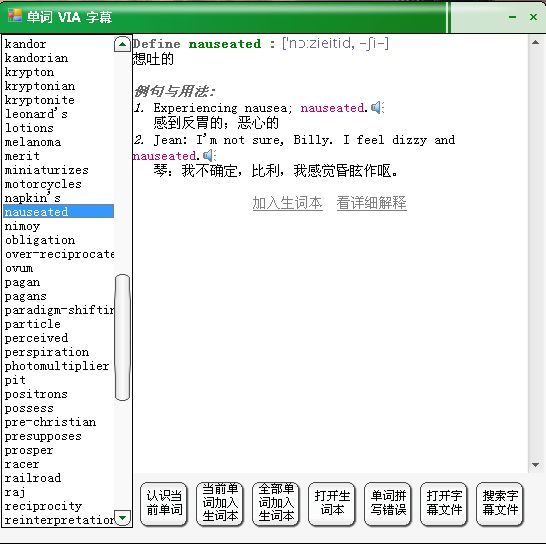 单词 VIA 字幕
kandor
kandorian
krypton
kryptonian
kryptonite
leonard's
lotions
melanoma
merit
miniaturizes
motorcycles
napkin's
nauseated
nimoy
obligation
over-reciprocate
ovum
pagan
pagans
paradigm-shiftin
particle
perceived
perspiration
photomultiplier
pit
positrons
possess
pre-christian
presupposes
prosper
racer
railroad
raj
reciprocity
reinterpretation
Define nauseated : ['nɔ:zieitid, -ʃi-]
想吐的
例句与用法:
1. Experiencing nausea; nauseated.
感到反胃的; 恶心的
2. Jean: I'm not sure, Billy. I feel dizzy and
nauseated.
琴: 我不确定, 比利, 我感觉昏眩作呕。
加入生词本 看详细解释
认识当
前单词
当前单
词加入
生词本
全部单
词加入
生词本
打开生
词本
单词拼
写错误
打开字
幕文件
搜索字
幕文件